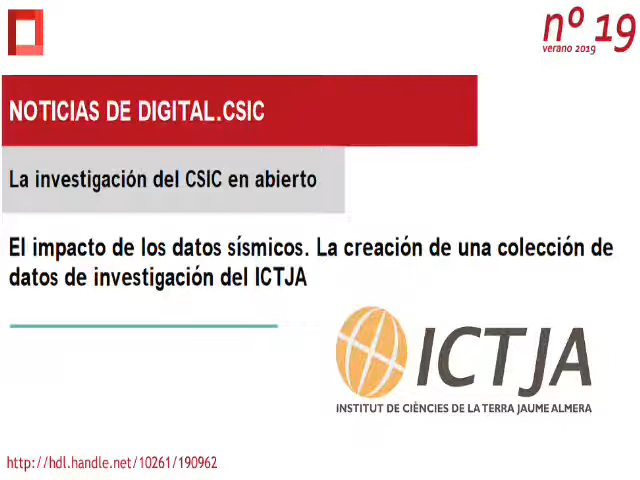 nº 19
verano 2019
NOTICIAS DE DIGITAL.CSIC
La investigación del CSIC en abierto
El impacto de los datos sísmicos. La creación de una colección de
datos de investigación del ICTJA
ICTJA
INSTITUT DE CIÈNCIES DE LA TERRA JAUME ALMERA
http://hdl.handle.net/10261/190962